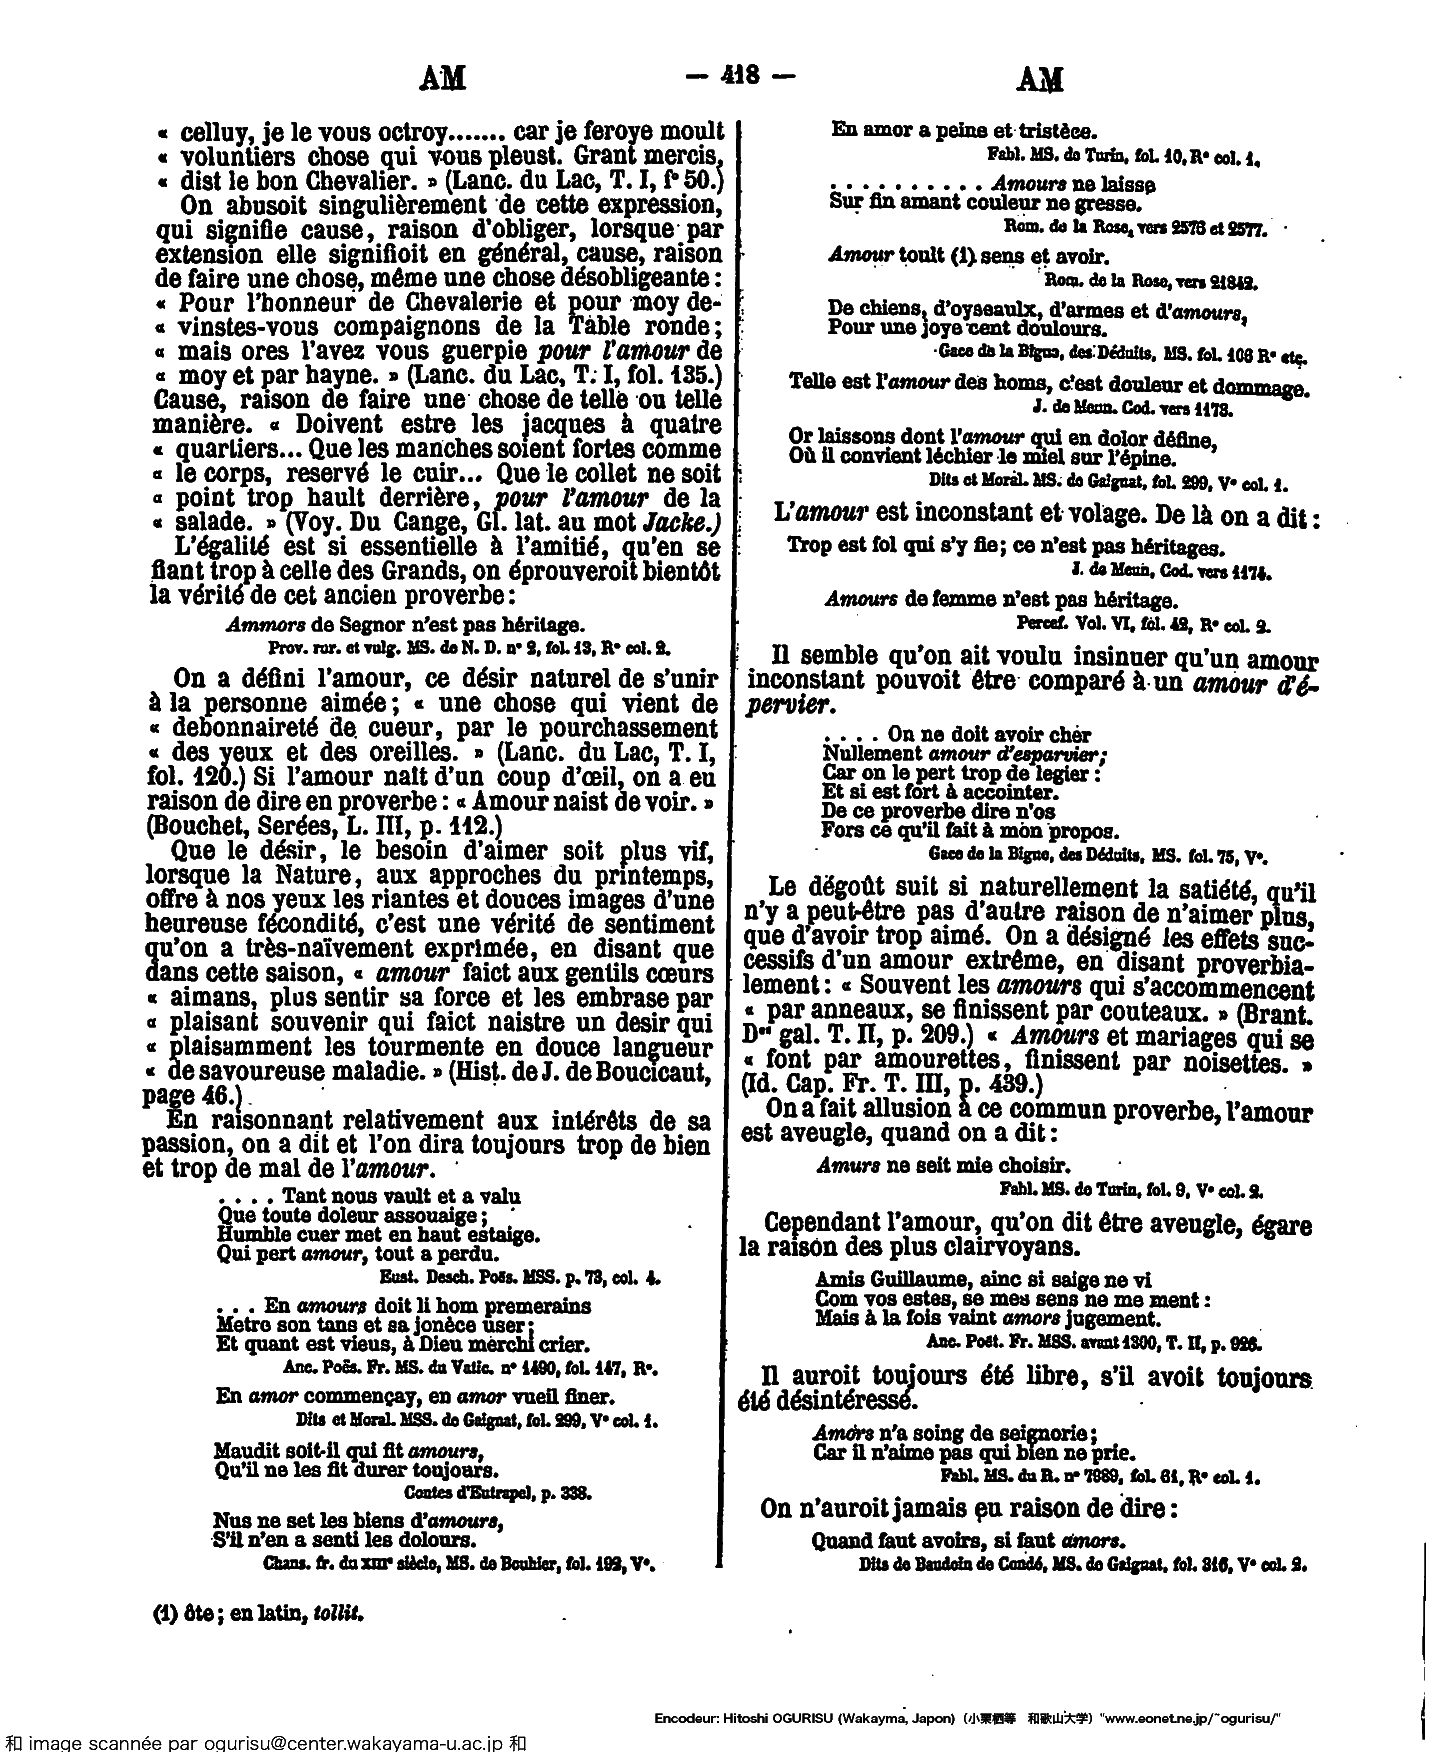 AM
— 418 —
AM
« celluy, je le vous octroy....... car je feroye moult
« voluntiers chose qui vous pleust. Grant mercis,
« dist le bon Chevalier. » (Lanc. du Lac, T. I, f° 50.)
On abusoit singulièrement de cette expression,
qui signifie cause, raison d'obliger, lorsque par
extension elle signifioit en général, cause, raison
de faire une chose, même une chose désobligeante :
« Pour l'honneur de Chevalerie et pour moy de-
« vinstes-vous compaignons de la Table ronde ;
« mais ores l'avez vous guerpie pour l'amour de
« moy et par hayne. » (Lanc. du Lac, T. I, fol. 135.)
Cause, raison de faire une chose de telle ou telle
manière. « Doivent estre les jacques à quatre
« quartiers... Que les manches soient fortes comme
« le corps, reservé le cuir... Que le collet ne soit
« point trop hault derrière, pour l'amour de la
« salade. » (Voy. Du Cange, Gl. lat. au mot Jacke.)
L'égalité est si essentielle à l'amitié, qu'en se
fiant trop à celle des Grands, on éprouveroit bientôt
la vérité de cet ancien proverbe :
Ammors de Segnor n'est pas héritage.
Prov. rur. et vulg. MS. de N. D. n° 2, fol. 13, R° col. 2.
On a défini l'amour, ce désir naturel de s'unir
à la personne aimée ; « une chose qui vient de
« debonnaireté de cueur, par le pourchassement
« des yeux et des oreilles. » (Lanc. du Lac, T. I,
fol. 120.) Si l'amour naît d'un coup d'œil, on a eu
raison de dire en proverbe : « Amour naist de voir. »
(Bouchet, Serées, L. III, p. 112.)
Que le désir, le besoin d'aimer soit plus vif,
lorsque la Nature, aux approches du printemps,
offre à nos yeux les riantes et douces images d'une
heureuse fécondité, c'est une vérité de sentiment
qu'on a très-naïvement exprimée, en disant que
dans cette saison, « amour faict aux gentils cœurs
« aimans, plus sentir sa force et les embrase par
« plaisant souvenir qui faict naistre un desir qui
« plaisamment les tourmente en douce langueur
« de savoureuse maladie. » (Hist. de J. de Boucicaut,
page 46.)
En raisonnant relativement aux intérêts de sa
passion, on a dit et l'on dira toujours trop de bien
et trop de mal de l'amour.
. . . . Tant nous vault et a valu
Que toute doleur assouaige ;
Humble cuer met en haut estaige.
Qui pert amour, tout a perdu.
Eust. Desch. Poës. MSS. p. 73, col. 4.
. . . En amours doit li hom premerains
Metre son tans et sa jonèce user ;
Et quant est vieus, à Dieu merchi crier.
Anc. Poës. Fr. MS. du Vatic. n° 1490, fol. 147, R°.
En amor commençay, en amor vueil finer.
Dits et Moral. MSS. de Gaignat, fol. 299, V° col. 1.
Maudit soit-il qui fit amours,
Qu'il ne les fit durer toujours.
Contes d'Eutrapel, p. 338.
Nus ne set les biens d'amours,
S'il n'en a senti les dolours.
Chans. fr. du XIIIe siècle, MS. de Bouhier, fol. 192, V°.
(1) ôte ; en latin, tollit.
En amor a peine et tristèce.
Fabl. MS. de Turin, fol. 10, R° col. 1.
. . . . . . . . . . Amours ne laisse
Sur fin amant couleur ne gresse.
Rom. de la Rose, vers 2576 et 2577.
Amour toult (1) sens et avoir.
Rom. de la Rose, vers 21842.
De chiens, d'oyseaulx, d'armes et d'amours,
Pour une joye cent doulours.
Gace de la Bigne, des Déduits, MS. fol. 106 R° etc.
Telle est l'amour des homs, c'est douleur et dommage.
J. de Meun. Cod. vers 1173.
Or laissons dont l'amour qui en dolor défine,
Où il convient léchier le miel sur l'épine.
Dits et Moral. MS. de Gaignat, fol. 299, V° col. 1.
L'amour est inconstant et volage. De là on a dit :
Trop est fol qui s'y fie ; ce n'est pas héritages.
J. de Meun, Cod. vers 1174.
Amours de femme n'est pas héritage.
Percef. Vol. VI, fol. 42, R° col. 2.
Il semble qu'on ait voulu insinuer qu'un amour
inconstant pouvoit être comparé à un amour d'é-
pervier.
. . . . On ne doit avoir cher
Nullement amour d'esparvier ;
Car on le pert trop de legier :
Et si est fort à accointer.
De ce proverbe dire n'os
Fors ce qu'il fait à mon propos.
Gace de la Bigne, des Déduits, MS. fol. 75, V°.
Le dégoût suit si naturellement la satiété, qu'il
n'y a peut-être pas d'autre raison de n'aimer plus,
que d'avoir trop aimé. On a désigné les effets suc-
cessifs d'un amour extrême, en disant proverbia-
lement : « Souvent les amours qui s'accommencent
« par anneaux, se finissent par couteaux. » (Brant.
Des gal. T. II, p. 209.) « Amours et mariages qui se
« font par amourettes, finissent par noisettes. »
(Id. Cap. Fr. T. III, p. 439.)
On a fait allusion à ce commun proverbe, l'amour
est aveugle, quand on a dit :
Amurs ne seit mie choisir.
Fabl. MS. de Turin, fol. 9, V° col. 2.
Cependant l'amour, qu'on dit être aveugle, égare
la raison des plus clairvoyans.
Amis Guillaume, ainc si saige ne vi
Com vos estes, se mes sens ne me ment :
Mais à la fois vaint amors jugement.
Anc. Poët. Fr. MSS. avant 1300, T. II, p. 926.
Il auroit toujours été libre, s'il avoit toujours
été désintéressé.
Amors n'a soing de seignorie ;
Car il n'aime pas qui bien ne prie.
Fabl. MS. du R. n° 7989, fol. 61, R° col. 1.
On n'auroit jamais eu raison de dire :
Quand faut avoirs, si faut amors.
Dits de Baudoin de Condé, MS. de Gaignat, fol. 316, V° col. 2.
Encodeur: Hitoshi OGURISU (Wakayma, Japon) (小栗栖等 和歌山大学) "www.eonet.ne.jp/~ogurisu/"
和 image scannée par ogurisu@center.wakayama-u.ac.jp 和